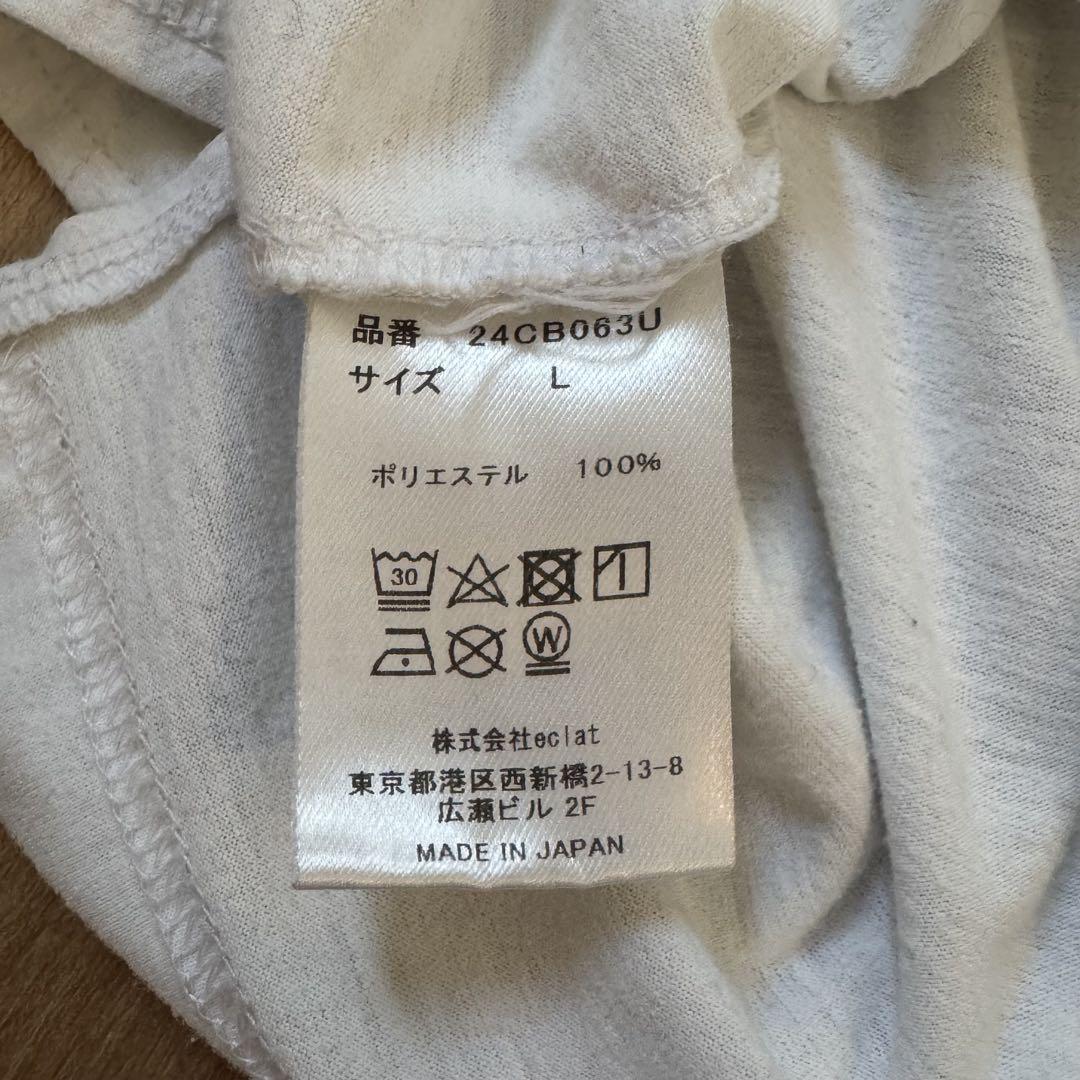 品番 24CB063U
サイズ L
ポリエステル 100%
30
W
株式会社eclat
東京都港区西新橋2-13-8
広瀬ビル 2F
MADE IN JAPAN